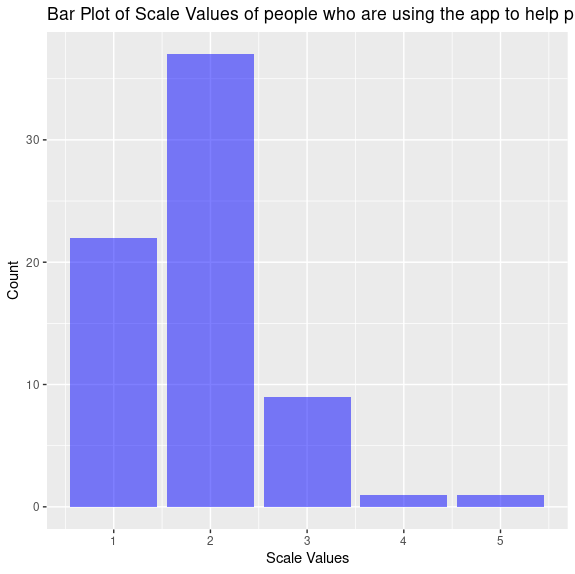 Bar Plot of Scale Values of people who are using the app to help p
Count
30
20
10
0
1 2 3 4 5
Scale Values